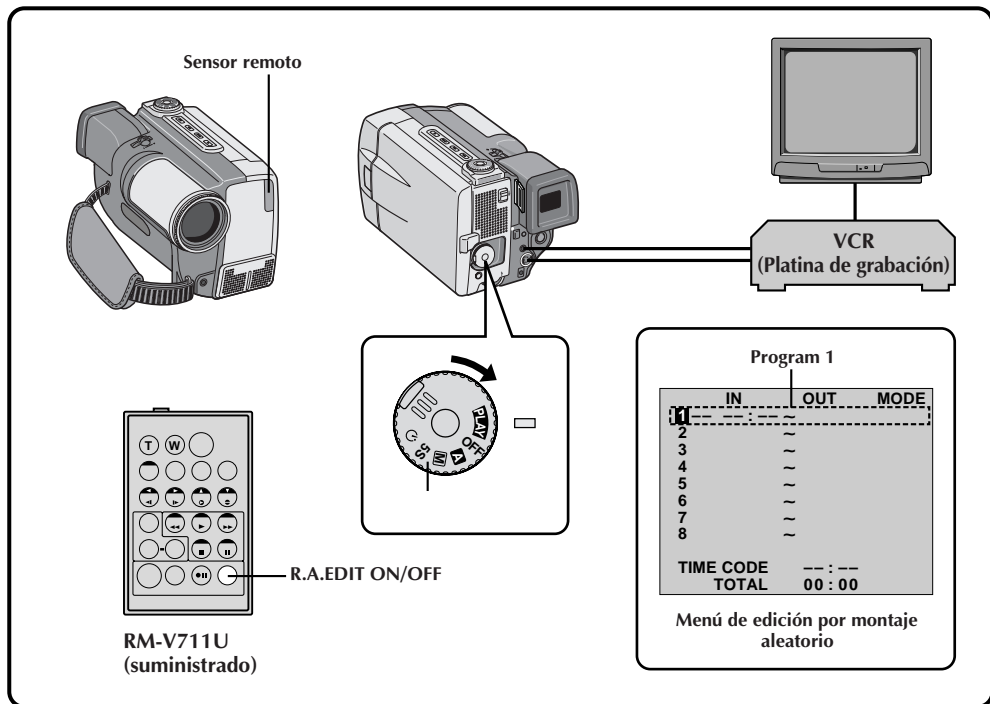 Sensor remoto
VCR
(Platina de grabación)
PLAY
OFF
A
M
5S
T W
R.A.EDIT ON/OFF
RM-V711U
(suministrado)
Program 1
IN OUT MODE
1 –– ––:–– ~
2 ~
3 ~
4 ~
5 ~
6 ~
7 ~
8 ~
TIME CODE ––:––
TOTAL 00:00
Menú de edición por montaje
aleatorio